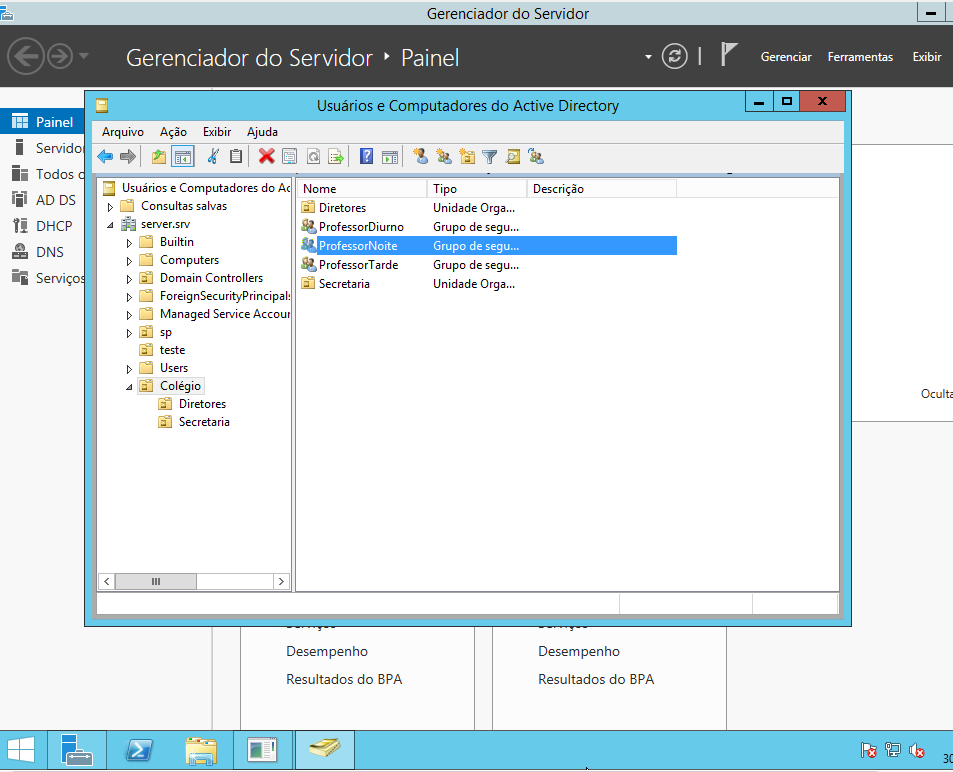 Gerenciador do Servidor
Gerenciador do Servidor ‣ Painel
Gerenciar Ferramentas Exibir
Painel
Servido
Todos
AD DS
DHCP
DNS
Serviços
Usuários e Computadores do Active Directory
Arquivo Ação Exibir Ajuda
Usuários e Computadores do Ac
Consultas salvas
server.srv
Builtin
Computers
Domain Controllers
ForeignSecurityPrincipals
Managed Service Accour
sp
teste
Users
Colégio
Diretores
Secretaria
Nome Tipo Descrição
Diretores Unidade Orga...
ProfessorDiurno Grupo de segu...
ProfessorNoite Grupo de segu...
ProfessorTarde Grupo de segu...
Secretaria Unidade Orga...
Oculta
Serviços Serviços
Desempenho Desempenho
Resultados do BPA Resultados do BPA
30